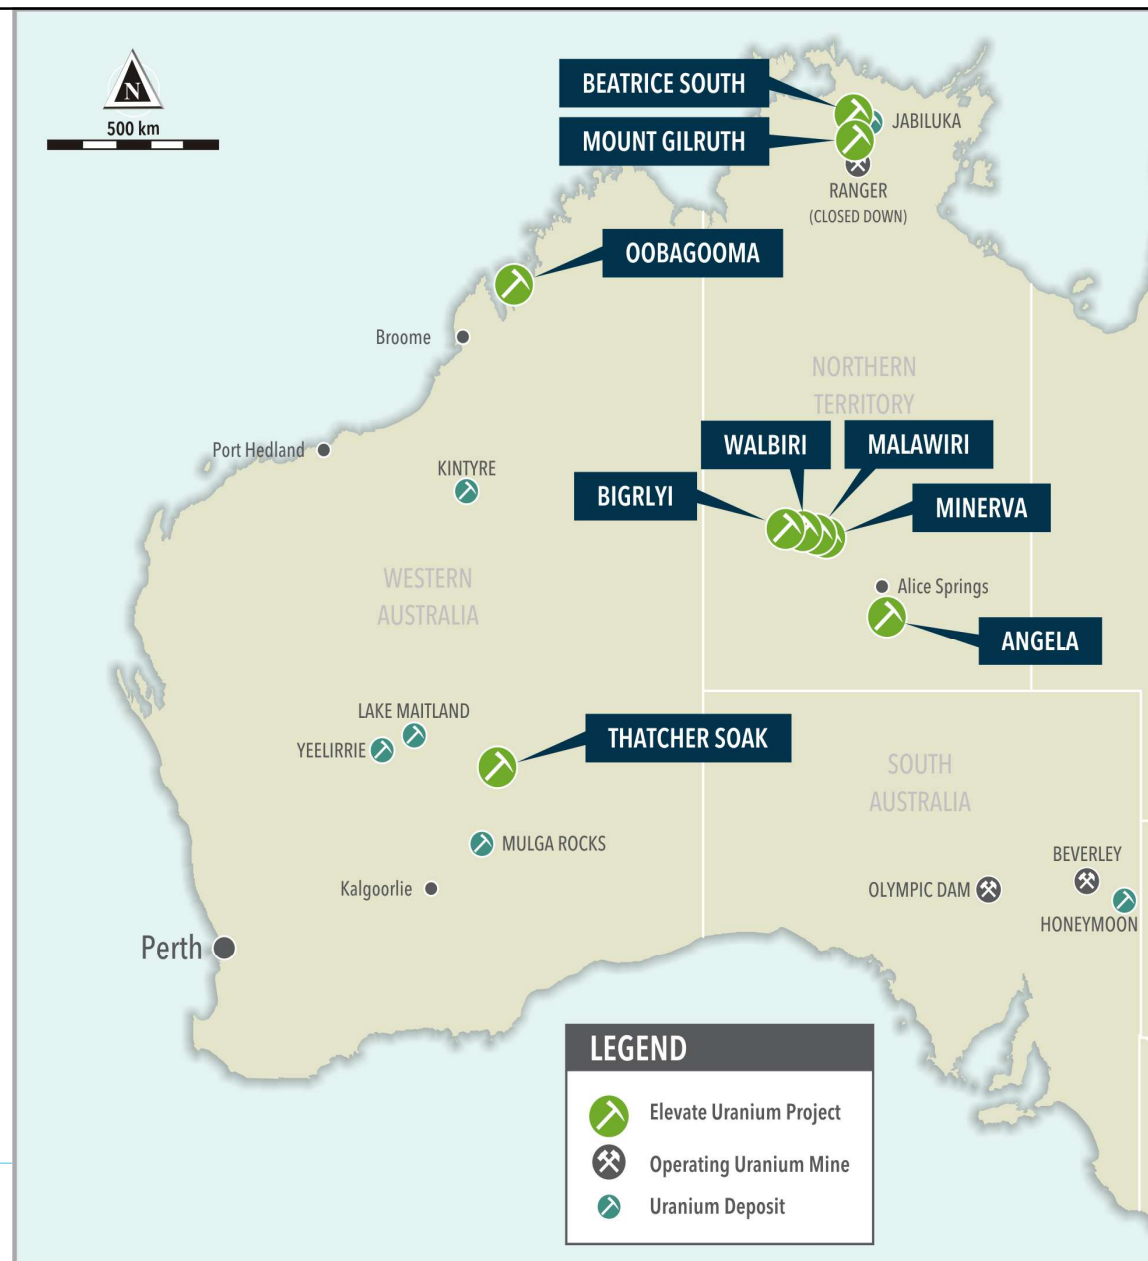 N
500 km
BEATRICE SOUTH
JABILUKA
MOUNT GILRUTH
RANGER
(CLOSED DOWN)
OOBAGOOMA
Broome
NORTHERN
TERRITORY
WALBIRI
MALAWIRI
Port Hedland
KINTYRE
BIGRLYI
MINERVA
WESTERN
AUSTRALIA
Alice Springs
ANGELA
LAKE MAITLAND
YEELIRRIE
THATCHER SOAK
SOUTH
AUSTRALIA
MULGA ROCKS
BEVERLEY
Kalgoorlie
OLYMPIC DAM
HONEYMOON
Perth
LEGEND
Elevate Uranium Project
Operating Uranium Mine
Uranium Deposit